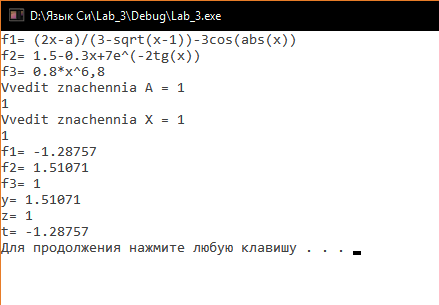 D:\Язык Си\Lab_3\Debug\Lab_3.exe
f1= (2x-a)/(3-sqrt(x-1))-3cos(abs(x))
f2= 1.5-0.3x+7e^(-2tg(x))
f3= 0.8*x^6,8
Vvedit znachennia A = 1
1
Vvedit znachennia X = 1
1
f1= -1.28757
f2= 1.51071
f3= 1
y= 1.51071
z= 1
t= -1.28757
Для продолжения нажмите любую клавишу . . .